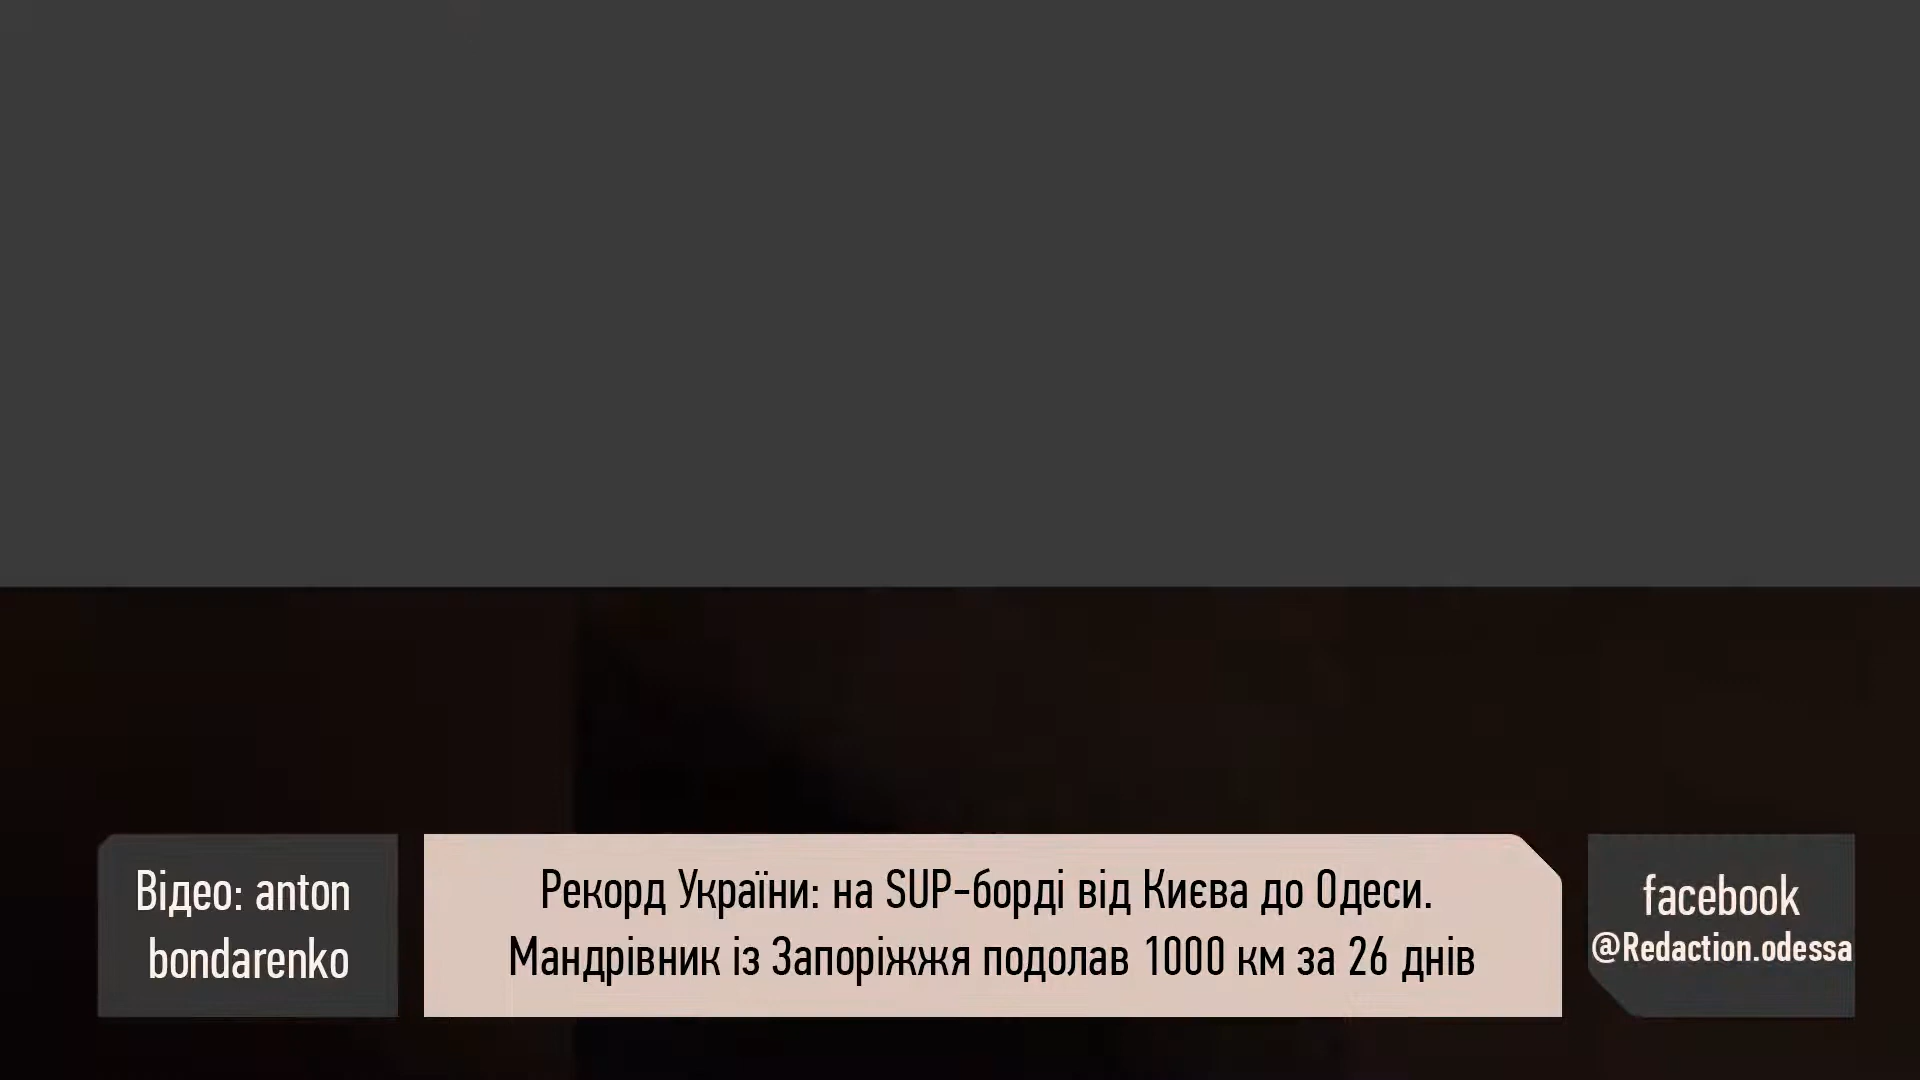 Відео: anton
bondarenko
Рекорд України: на SUP-борді від Києва до Одеси.
Мандрівник із Запоріжжя подолав 1000 км за 26 днів
facebook
@Redaction.odessa